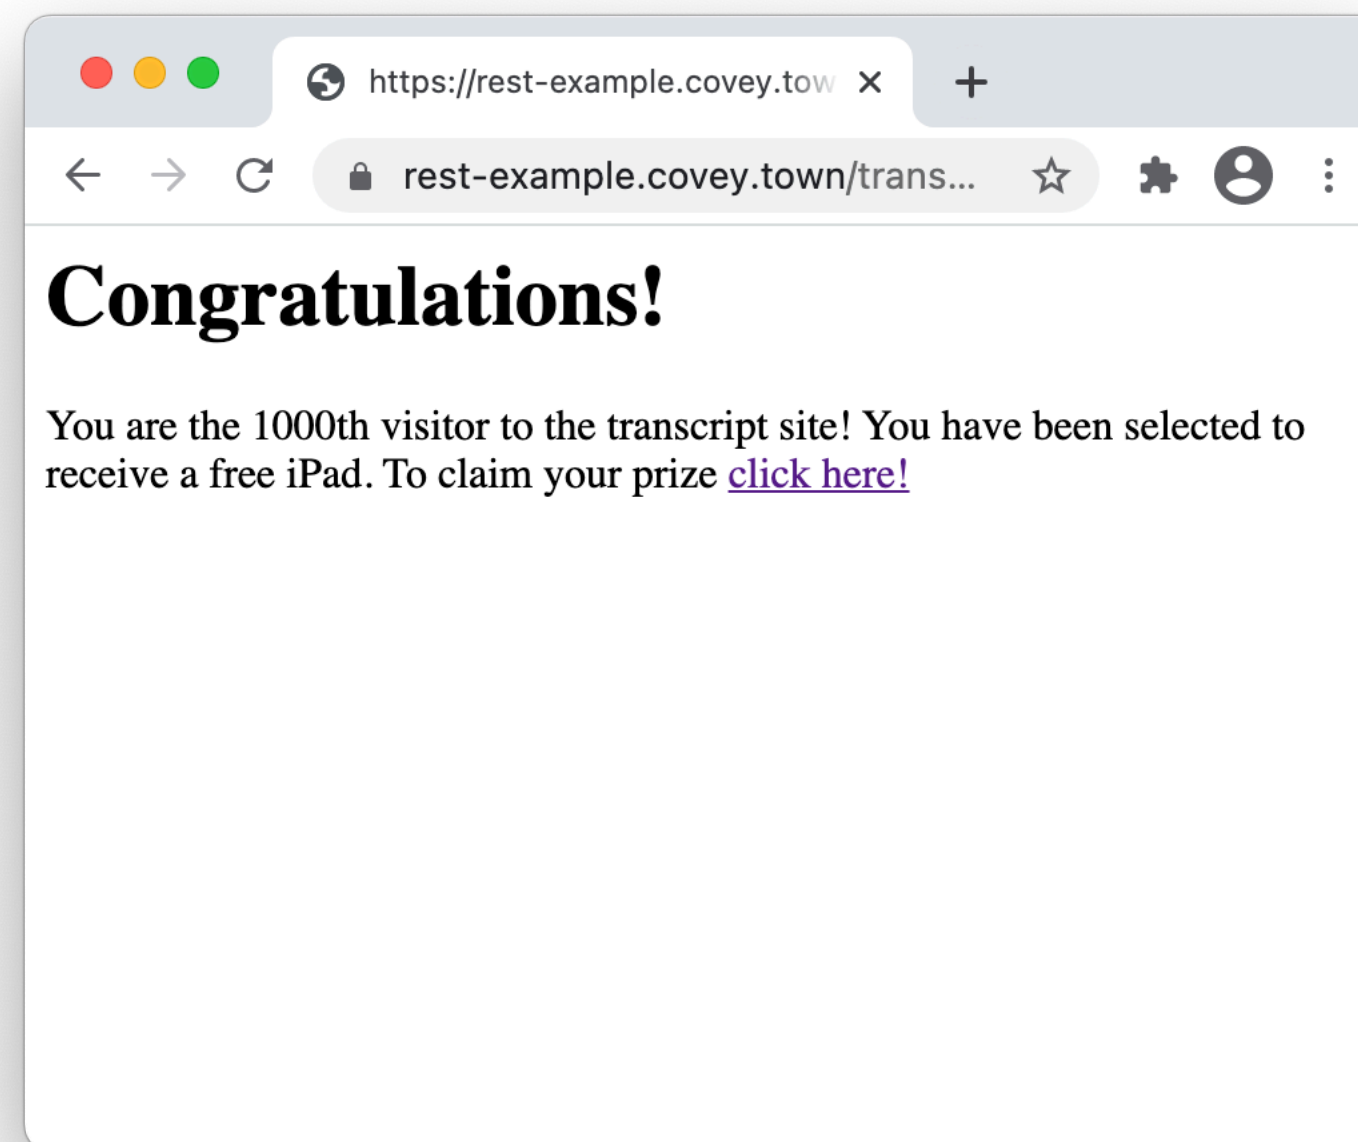 https://rest-example.covey.tow
rest-example.covey.town/trans...
Congratulations!
You are the 1000th visitor to the transcript site! You have been selected to
receive a free iPad. To claim your prize click here!